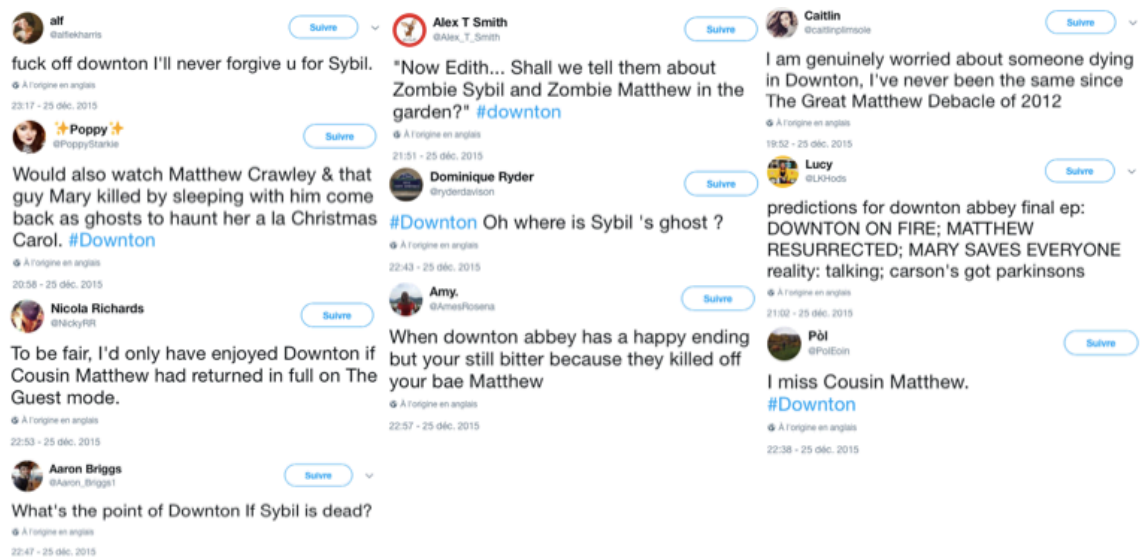 alf
@alfiekharris
Suivre
fuck off downton I'll never forgive u for Sybil.
À l'origine en anglais
23:17 - 25 déc. 2015
✨Poppy✨
@PoppyStarkie
Suivre
Would also watch Matthew Crawley & that
guy Mary killed by sleeping with him come
back as ghosts to haunt her a la Christmas
Carol. #Downton
À l'origine en anglais
20:58 - 25 déc. 2015
Nicola Richards
@NickyRR
Suivre
To be fair, I'd only have enjoyed Downton if
Cousin Matthew had returned in full on The
Guest mode.
À l'origine en anglais
22:53 - 25 déc. 2015
Aaron Briggs
@Aaron_Briggs1
Suivre
What's the point of Downton If Sybil is dead?
À l'origine en anglais
22:47 - 25 déc. 2015
Alex T Smith
@Alex_T_Smith
Suivre
"Now Edith... Shall we tell them about
Zombie Sybil and Zombie Matthew in the
garden?" #downton
À l'origine en anglais
21:51 - 25 déc. 2015
Dominique Ryder
@ryderdavison
Suivre
#Downton Oh where is Sybil 's ghost ?
À l'origine en anglais
22:43 - 25 déc. 2015
Amy.
@AmesRosena
Suivre
When downton abbey has a happy ending
but your still bitter because they killed off
your bae Matthew
À l'origine en anglais
22:57 - 25 déc. 2015
Caitlin
@caitlinplimsole
Suivre
I am genuinely worried about someone dying
in Downton, I've never been the same since
The Great Matthew Debacle of 2012
À l'origine en anglais
19:52 - 25 déc. 2015
Lucy
@LKHods
Suivre
predictions for downton abbey final ep:
DOWNTON ON FIRE; MATTHEW
RESURRECTED; MARY SAVES EVERYONE
reality: talking; carson's got parkinsons
À l'origine en anglais
21:02 - 25 déc. 2015
Pòl
@PolEoin
Suivre
I miss Cousin Matthew.
#Downton
À l'origine en anglais
22:38 - 25 déc. 2015